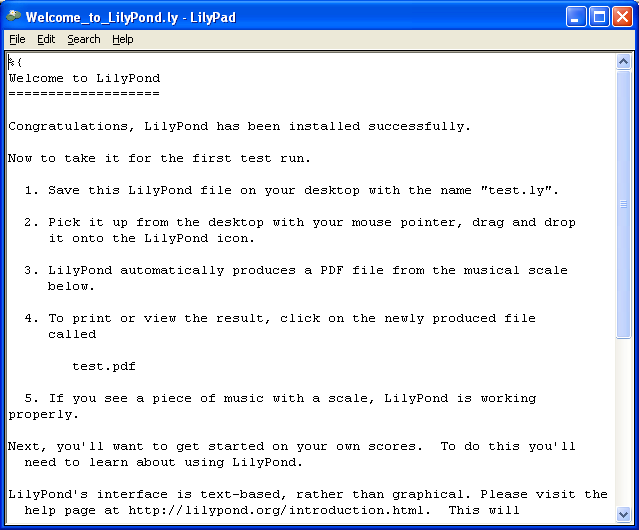 Welcome_to_LilyPond.ly - LilyPad
File Edit Search Help
%{
Welcome to LilyPond
===================
Congratulations, LilyPond has been installed successfully.
Now to take it for the first test run.
1. Save this LilyPond file on your desktop with the name "test.ly".
2. Pick it up from the desktop with your mouse pointer, drag and drop
it onto the LilyPond icon.
3. LilyPond automatically produces a PDF file from the musical scale
below.
4. To print or view the result, click on the newly produced file
called
test.pdf
5. If you see a piece of music with a scale, LilyPond is working
properly.
Next, you'll want to get started on your own scores.  To do this you'll
need to learn about using LilyPond.
LilyPond's interface is text-based, rather than graphical. Please visit the
help page at http://lilypond.org/introduction.html.  This will